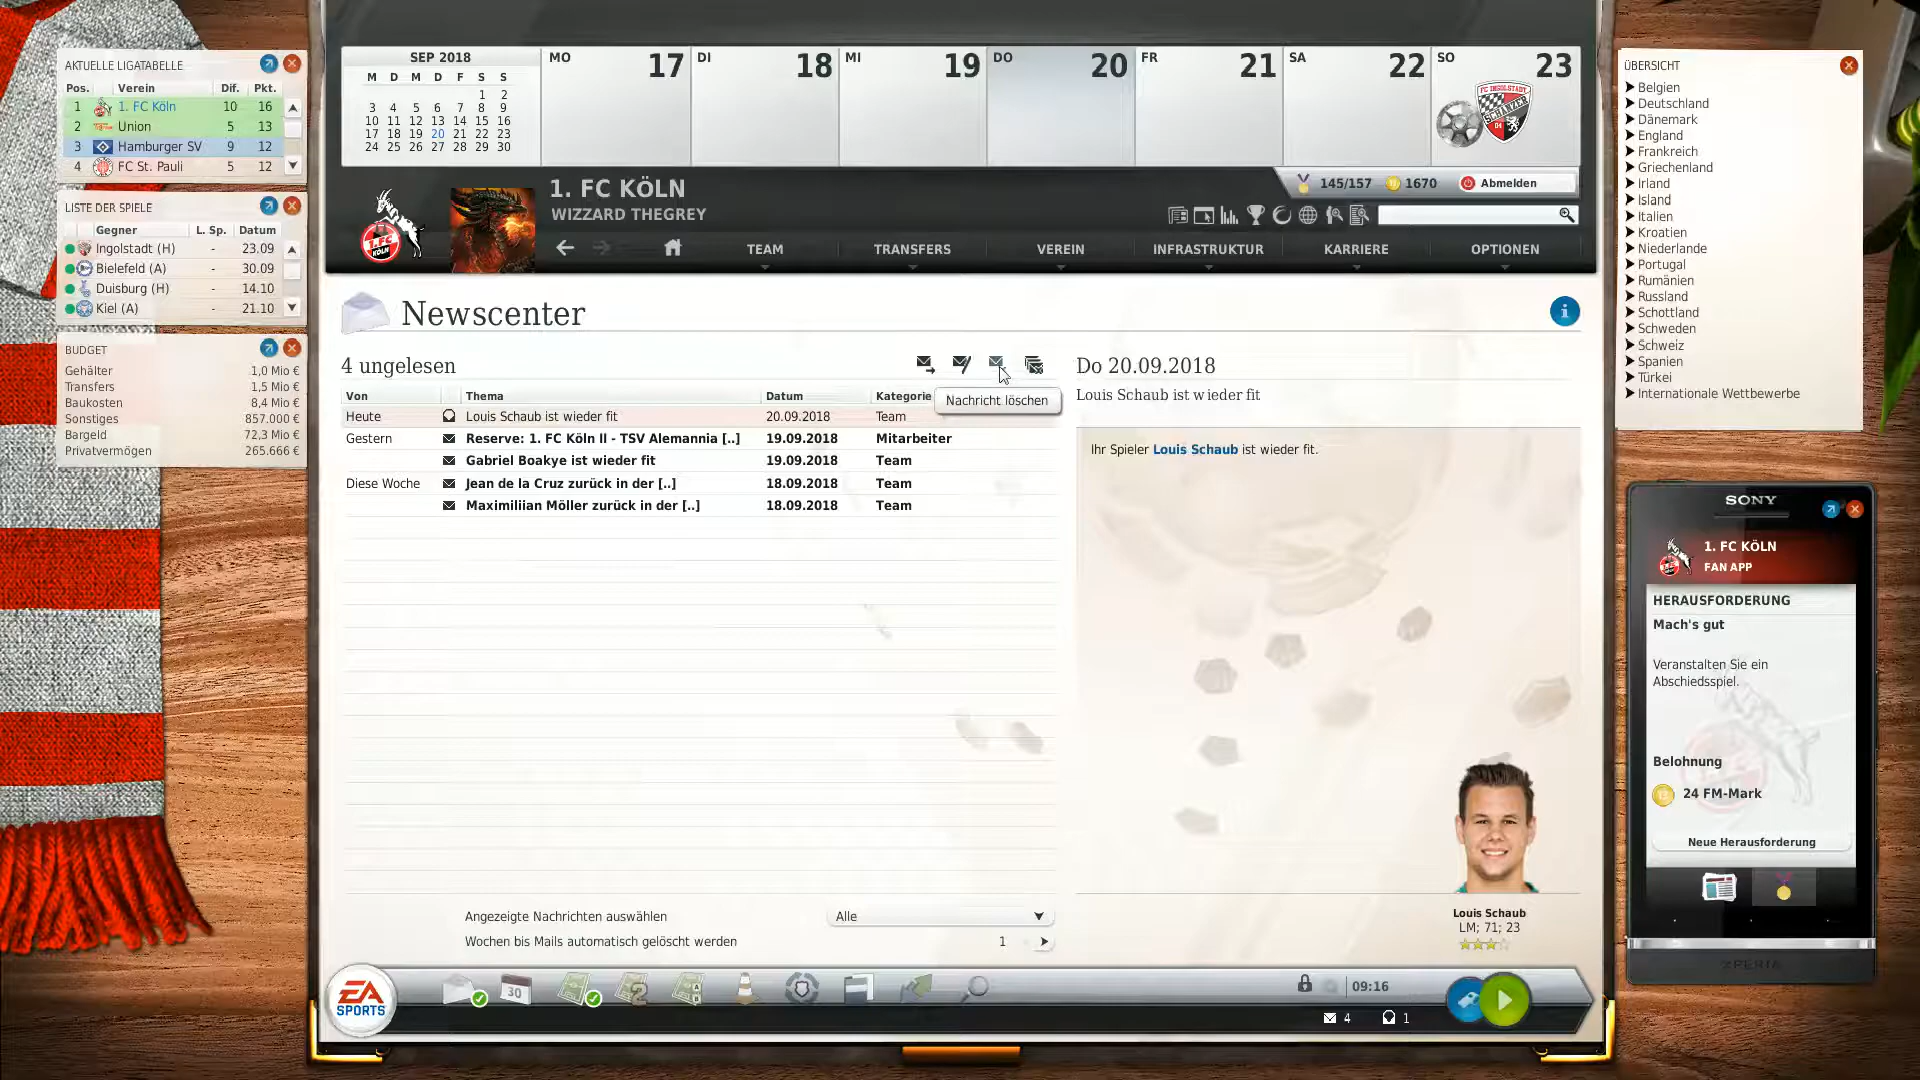 AKTUELLE LIGATABELLE
Pos. Verein Dif. Pkt.
1 1. FC Köln 10 16
2 Union 5 13
3 Hamburger SV 9 12
4 FC St. Pauli 5 12
LISTE DER SPIELE
Gegner L. Sp. Datum
Ingolstadt (H) - 23.09
Bielefeld (A) - 30.09
Duisburg (H) - 14.10
Kiel (A) - 21.10
BUDGET
Gehälter 1,0 Mio €
Transfers 1,5 Mio €
Baukosten 8,4 Mio €
Sonstiges 857.000 €
Bargeld 72,3 Mio €
Privatvermögen 265.666 €
SEP 2018
M D M D F S S
1 2
3 4 5 6 7 8 9
10 11 12 13 14 15 16
17 18 19 20 21 22 23
24 25 26 27 28 29 30
MO 17 DI 18 MI 19 DO 20 FR 21 SA 22 SO 23
1. FC KÖLN
WIZZARD THEGREY
145/157 1670 Abmelden
TEAM TRANSFERS VEREIN INFRASTRUKTUR KARRIERE OPTIONEN
Newscenter
4 ungelesen
Von Thema Datum Kategorie
Nachricht löschen
Heute Louis Schaub ist wieder fit 20.09.2018 Team
Gestern Reserve: 1. FC Köln II - TSV Alemannia [..] 19.09.2018 Mitarbeiter
Gabriel Boakye ist wieder fit 19.09.2018 Team
Diese Woche Jean de la Cruz zurück in der [..] 18.09.2018 Team
Maximiliian Möller zurück in der [..] 18.09.2018 Team
Angezeigte Nachrichten auswählen Alle
Wochen bis Mails automatisch gelöscht werden 1
Do 20.09.2018
Louis Schaub ist wieder fit
Ihr Spieler Louis Schaub ist wieder fit.
Louis Schaub
LM; 71; 23
EA
SPORTS
30
2
09:16
4 1
ÜBERSICHT
Belgien
Deutschland
Dänemark
England
Frankreich
Griechenland
Irland
Island
Italien
Kroatien
Niederlande
Portugal
Rumänien
Russland
Schottland
Schweden
Schweiz
Spanien
Türkei
Internationale Wettbewerbe
SONY
1. FC KÖLN
FAN APP
HERAUSFORDERUNG
Mach's gut
Veranstalten Sie ein
Abschiedsspiel.
Belohnung
24 FM-Mark
Neue Herausforderung
XPERIA